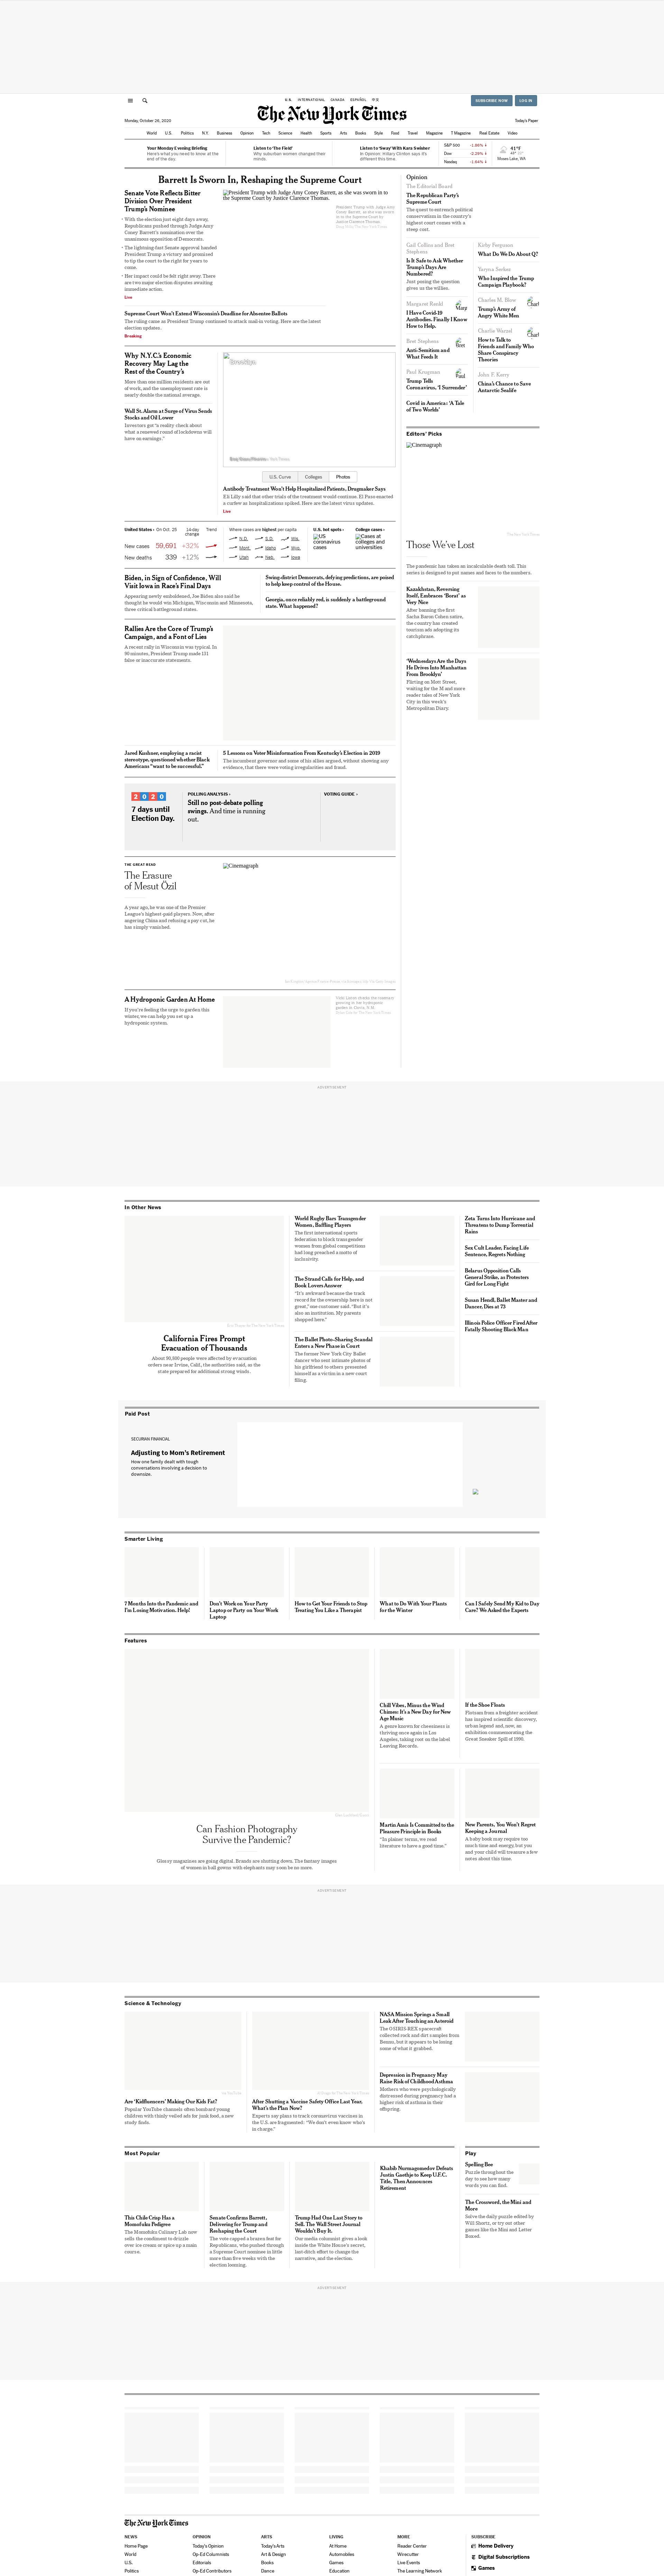 U.S.
INTERNATIONAL
CANADA
ESPAÑOL
中文
SUBSCRIBE NOW
LOG IN
Monday, October 26, 2020
The New York Times
Today's Paper
World
U.S.
Politics
N.Y.
Business
Opinion
Tech
Science
Health
Sports
Arts
Books
Style
Food
Travel
Magazine
T Magazine
Real Estate
Video
Your Monday Evening Briefing
Here's what you need to know at the end of the day.
Listen to 'The Field'
Why suburban women changed their minds.
Listen to 'Sway' With Kara Swisher
In Opinion, Hillary Clinton says it's different this time.
S&P 500 -1.86%
Dow -2.29%
Nasdaq -1.64%
41°F
Moses Lake, WA
Barrett Is Sworn In, Reshaping the Supreme Court
Senate Vote Reflects Bitter Division Over President Trump's Nominee
• With the election just eight days away, Republicans pushed through Judge Amy Coney Barrett's nomination over the unanimous opposition of Democrats.
• The lightning-fast Senate approval handed President Trump a victory and promised to tip the court to the right for years to come.
• Her impact could be felt right away. There are two major election disputes awaiting immediate action.
Live
President Trump with Judge Amy Coney Barrett, as she was sworn in to the Supreme Court by Justice Clarence Thomas.
President Trump with Judge Amy Coney Barrett, as she was sworn in to the Supreme Court by Justice Clarence Thomas.
Supreme Court Won't Extend Wisconsin's Deadline for Absentee Ballots
The ruling came as President Trump continued to attack mail-in voting. Here are the latest election updates.
Breaking
Why N.Y.C.'s Economic Recovery May Lag the Rest of the Country's
More than one million residents are out of work, and the unemployment rate is nearly double the national average.
Wall St. Alarm at Surge of Virus Sends Stocks and Oil Lower
Investors got "a reality check about what a renewed round of lockdowns will have on earnings."
Brooklyn.
U.S. Curve
Colleges
Photos
Antibody Treatment Won't Help Hospitalized Patients, Drugmaker Says
Eli Lilly said that other trials of the treatment would continue. El Paso enacted a curfew as hospitalizations spiked. Here are the latest virus updates.
Live
United States › On Oct. 25
14-day change
Trend
New cases 59,691 +32%
New deaths 339 +12%
Where cases are highest per capita
N.D.
S.D.
Wis.
Mont.
Idaho
Wyo.
Utah
Neb.
Iowa
U.S. hot spots ›
US coronavirus cases
College cases ›
Cases at colleges and universities
Biden, in Sign of Confidence, Will Visit Iowa in Race's Final Days
Appearing newly emboldened, Joe Biden also said he thought he would win Michigan, Wisconsin and Minnesota, three critical battleground states.
Swing-district Democrats, defying predictions, are poised to help keep control of the House.
Georgia, once reliably red, is suddenly a battleground state. What happened?
Rallies Are the Core of Trump's Campaign, and a Font of Lies
A recent rally in Wisconsin was typical. In 90 minutes, President Trump made 131 false or inaccurate statements.
Jared Kushner, employing a racist stereotype, questioned whether Black Americans "want to be successful."
5 Lessons on Voter Misinformation From Kentucky's Election in 2019
The incumbent governor and some of his allies argued, without showing any evidence, that there were voting irregularities and fraud.
2020
7 days until Election Day.
POLLING ANALYSIS ›
Still no post-debate polling swings. And time is running out.
VOTING GUIDE ›
THE GREAT READ
The Erasure of Mesut Özil
A year ago, he was one of the Premier League's highest-paid players. Now, after angering China and refusing a pay cut, he has simply vanished.
Cinemagraph
A Hydroponic Garden At Home
If you're feeling the urge to garden this winter, we can help you set up a hydroponic system.
Opinion
The Editorial Board
The Republican Party's Supreme Court
The quest to entrench political conservatism in the country's highest court comes with a steep cost.
Gail Collins and Bret Stephens
Is It Safe to Ask Whether Trump's Days Are Numbered?
Just posing the question gives us the willies.
Margaret Renkl
I Have Covid-19 Antibodies. Finally I Know How to Help.
Bret Stephens
Anti-Semitism and What Feeds It
Paul Krugman
Trump Tells Coronavirus, 'I Surrender'
Covid in America: 'A Tale of Two Worlds'
Kirby Ferguson
What Do We Do About Q?
Taryna Seeker
Who Inspired the Trump Campaign Playbook?
Charles M. Blow
Trump's Army of Angry White Men
Charlie Warzel
How to Talk to Friends and Family Who Share Conspiracy Theories
John F. Kerry
China's Chance to Save Antarctic Sealife
Editors' Picks
Cinemagraph
Those We've Lost
The pandemic has taken an incalculable death toll. This series is designed to put names and faces to the numbers.
Kazakhstan, Reversing Itself, Embraces 'Borat' as Very Nice
After banning the first Sacha Baron Cohen satire, the country has created tourism ads adopting its catchphrase.
'Wednesdays Are the Days He Drives Into Manhattan From Brooklyn'
Flirting on Mott Street, waiting for the M and more reader tales of New York City in this week's Metropolitan Diary.
ADVERTISEMENT
In Other News
California Fires Prompt Evacuation of Thousands
About 90,800 people were affected by evacuation orders near Irvine, Calif., the authorities said, as the state prepared for additional strong winds.
World Rugby Bars Transgender Women, Baffling Players
The first international sports federation to block transgender women from global competitions had long preached a motto of inclusivity.
The Strand Calls for Help, and Book Lovers Answer
"It's awkward because the track record for the ownership here is not great," one customer said. "But it's also an institution. My parents shopped here."
The Ballet Photo-Sharing Scandal Enters a New Phase in Court
The former New York City Ballet dancer who sent intimate photos of his girlfriend to others presented himself as a victim in a new court filing.
Zeta Turns Into Hurricane and Threatens to Dump Torrential Rains
Sex Cult Leader, Facing Life Sentence, Regrets Nothing
Belarus Opposition Calls General Strike, as Protesters Gird for Long Fight
Susan Hendl, Ballet Master and Dancer, Dies at 73
Illinois Police Officer Fired After Fatally Shooting Black Man
Paid Post
SECURIAN FINANCIAL
Adjusting to Mom's Retirement
How one family dealt with tough conversations involving a decision to downsize.
Smarter Living
7 Months Into the Pandemic and I'm Losing Motivation. Help!
Don't Work on Your Party Laptop or Party on Your Work Laptop
How to Get Your Friends to Stop Treating You Like a Therapist
What to Do With Your Plants for the Winter
Can I Safely Send My Kid to Day Care? We Asked the Experts
Features
Can Fashion Photography Survive the Pandemic?
Glossy magazines are going digital. Brands are shutting down. The fantasy images of women in ball gowns with elephants may soon be no more.
Chill Vibes, Minus the Wind Chimes: It's a New Day for New Age Music
A genre known for cheesiness is thriving once again in Los Angeles, taking root on the label Leaving Records.
If the Shoe Floats
Flotsam from a freighter accident has inspired scientific discovery, urban legend and, now, an exhibition commemorating the Great Sneaker Spill of 1990.
Martin Amis Is Committed to the Pleasure Principle in Books
"In plainer terms, we read literature to have a good time."
New Parents, You Won't Regret Keeping a Journal
A baby book may require too much time and energy, but you and your child will treasure a few notes about this time.
ADVERTISEMENT
Science & Technology
Are 'Kidfluencers' Making Our Kids Fat?
Popular YouTube channels often bombard young children with thinly veiled ads for junk food, a new study finds.
After Shutting a Vaccine Safety Office Last Year, What's the Plan Now?
Experts say plans to track coronavirus vaccines in the U.S. are fragmented: "We don't even know who's in charge."
NASA Mission Springs a Small Leak After Touching an Asteroid
The OSIRIS-REX spacecraft collected rock and dirt samples from Bennu, but it appears to be losing some of what it grabbed.
Depression in Pregnancy May Raise Risk of Childhood Asthma
Mothers who were psychologically distressed during pregnancy had a higher risk of asthma in their offspring.
Most Popular
This Chile Crisp Has a Momofuku Pedigree
The Momofuku Culinary Lab now sells the condiment to drizzle over ice cream or spice up a main course.
Senate Confirms Barrett, Delivering for Trump and Reshaping the Court
The vote capped a brazen feat for Republicans, who pushed through a Supreme Court nominee in little more than five weeks with the election looming.
Trump Had One Last Story to Sell. The Wall Street Journal Wouldn't Buy It.
Our media columnist gives a look inside the White House's secret, last-ditch effort to change the narrative, and the election.
Khabib Nurmagomedov Defeats Justin Gaethje to Keep U.F.C. Title, Then Announces Retirement
Play
Spelling Bee
Puzzle throughout the day to see how many words you can find.
The Crossword, the Mini and More
Solve the daily puzzle edited by Will Shortz, or try out other games like the Mini and Letter Boxed.
ADVERTISEMENT
The New York Times
NEWS
Home Page
World
U.S.
Politics
OPINION
Today's Opinion
Op-Ed Columnists
Editorials
Op-Ed Contributors
ARTS
Today's Arts
Art & Design
Books
Dance
LIVING
At Home
Automobiles
Games
Education
MORE
Reader Center
Wirecutter
Live Events
The Learning Network
SUBSCRIBE
Home Delivery
Digital Subscriptions
Games